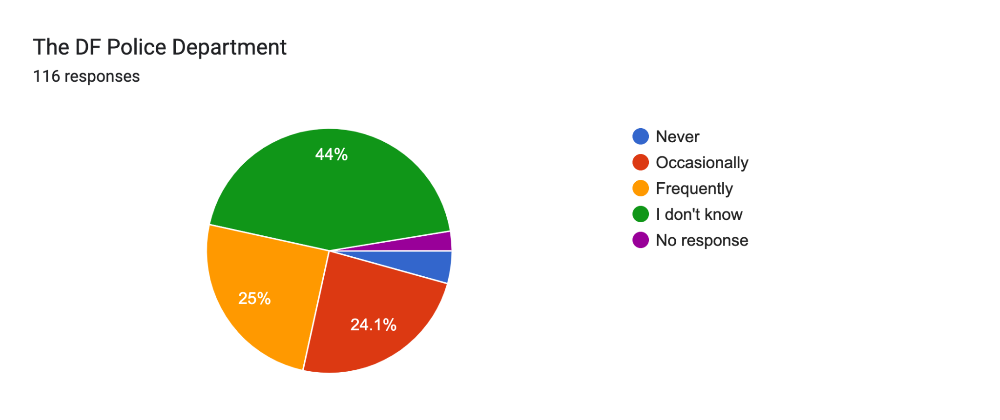 The DF Police Department
116 responses
44%
25%
24.1%
Never
Occasionally
Frequently
I don't know
No response